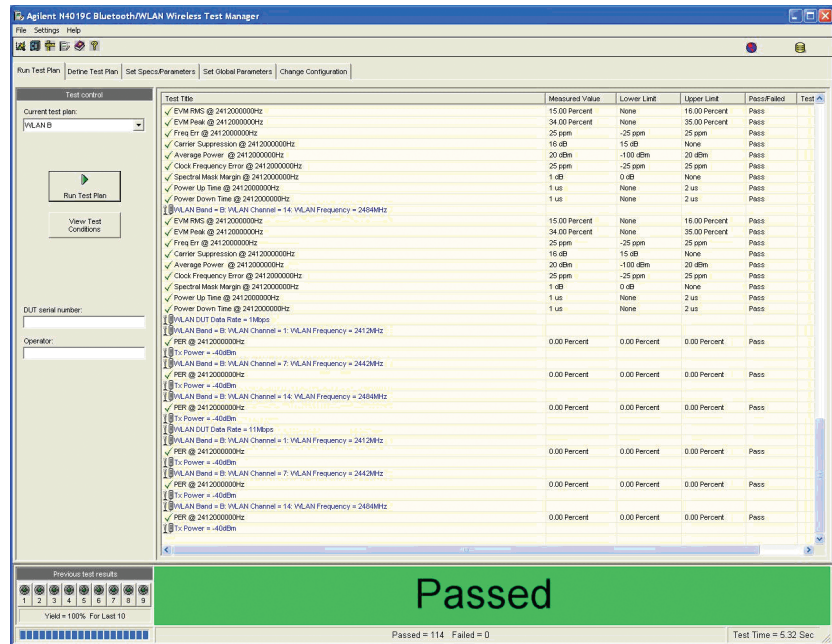 Agilent N4019C Bluetooth/WLAN Wireless Test Manager
File Settings Help
Run Test Plan Define Test Plan Set Specs/Parameters Set Global Parameters Change Configuration
Test control
Current test plan:
WLAN B
Run Test Plan
View Test
Conditions
DUT serial number:
Operator:
Test Title Measured Value Lower Limit Upper Limit Pass/Failed Test
EVM RMS @ 2412000000Hz 15.00 Percent None 16.00 Percent Pass
EVM Peak @ 2412000000Hz 34.00 Percent None 35.00 Percent Pass
Freq Err @ 2412000000Hz 25 ppm -25 ppm 25 ppm Pass
Carrier Suppression @ 2412000000Hz 16 dB 15 dB None Pass
Average Power @ 2412000000Hz 20 dBm -100 dBm 20 dBm Pass
Clock Frequency Error @ 2412000000Hz 25 ppm -25 ppm 25 ppm Pass
Spectral Mask Margin @ 2412000000Hz 1 dB 0 dB None Pass
Power Up Time @ 2412000000Hz 1 us None 2 us Pass
Power Down Time @ 2412000000Hz 1 us None 2 us Pass
WLAN Band = B: WLAN Channel = 14: WLAN Frequency = 2484MHz
EVM RMS @ 2412000000Hz 15.00 Percent None 16.00 Percent Pass
EVM Peak @ 2412000000Hz 34.00 Percent None 35.00 Percent Pass
Freq Err @ 2412000000Hz 25 ppm -25 ppm 25 ppm Pass
Carrier Suppression @ 2412000000Hz 16 dB 15 dB None Pass
Average Power @ 2412000000Hz 20 dBm -100 dBm 20 dBm Pass
Clock Frequency Error @ 2412000000Hz 25 ppm -25 ppm 25 ppm Pass
Spectral Mask Margin @ 2412000000Hz 1 dB 0 dB None Pass
Power Up Time @ 2412000000Hz 1 us None 2 us Pass
Power Down Time @ 2412000000Hz 1 us None 2 us Pass
WLAN DUT Data Rate = 1Mbps
WLAN Band = B: WLAN Channel = 1: WLAN Frequency = 2412MHz
PER @ 2412000000Hz 0.00 Percent 0.00 Percent 0.00 Percent Pass
Tx Power = -40dBm
WLAN Band = B: WLAN Channel = 7: WLAN Frequency = 2442MHz
PER @ 2412000000Hz 0.00 Percent 0.00 Percent 0.00 Percent Pass
Tx Power = -40dBm
WLAN Band = B: WLAN Channel = 14: WLAN Frequency = 2484MHz
PER @ 2412000000Hz 0.00 Percent 0.00 Percent 0.00 Percent Pass
Tx Power = -40dBm
WLAN DUT Data Rate = 11Mbps
WLAN Band = B: WLAN Channel = 1: WLAN Frequency = 2412MHz
PER @ 2412000000Hz 0.00 Percent 0.00 Percent 0.00 Percent Pass
Tx Power = -40dBm
WLAN Band = B: WLAN Channel = 7: WLAN Frequency = 2442MHz
PER @ 2412000000Hz 0.00 Percent 0.00 Percent 0.00 Percent Pass
Tx Power = -40dBm
WLAN Band = B: WLAN Channel = 14: WLAN Frequency = 2484MHz
PER @ 2412000000Hz 0.00 Percent 0.00 Percent 0.00 Percent Pass
Tx Power = -40dBm
Previous test results
1 2 3 4 5 6 7 8 9
Yield = 100% For Last 10
Passed
Passed = 114 Failed = 0
Test Time = 5.32 Sec